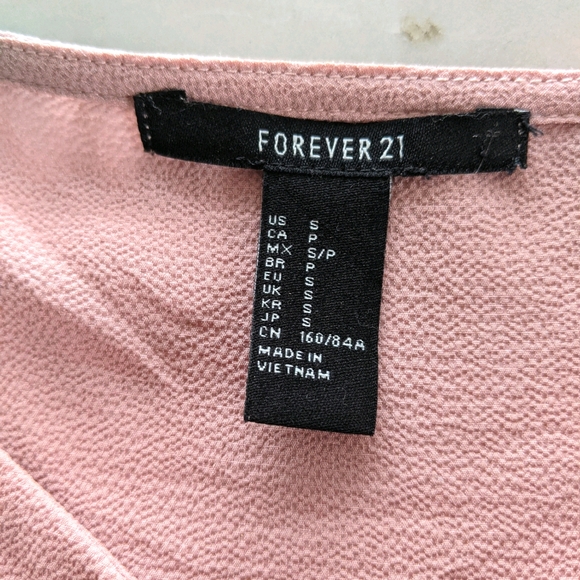 FOREVER 21
US S
CA P
MX S/P
BR P
EU S
UK S
KR S
JP S
CN 160/84A
MADE IN
VIETNAM